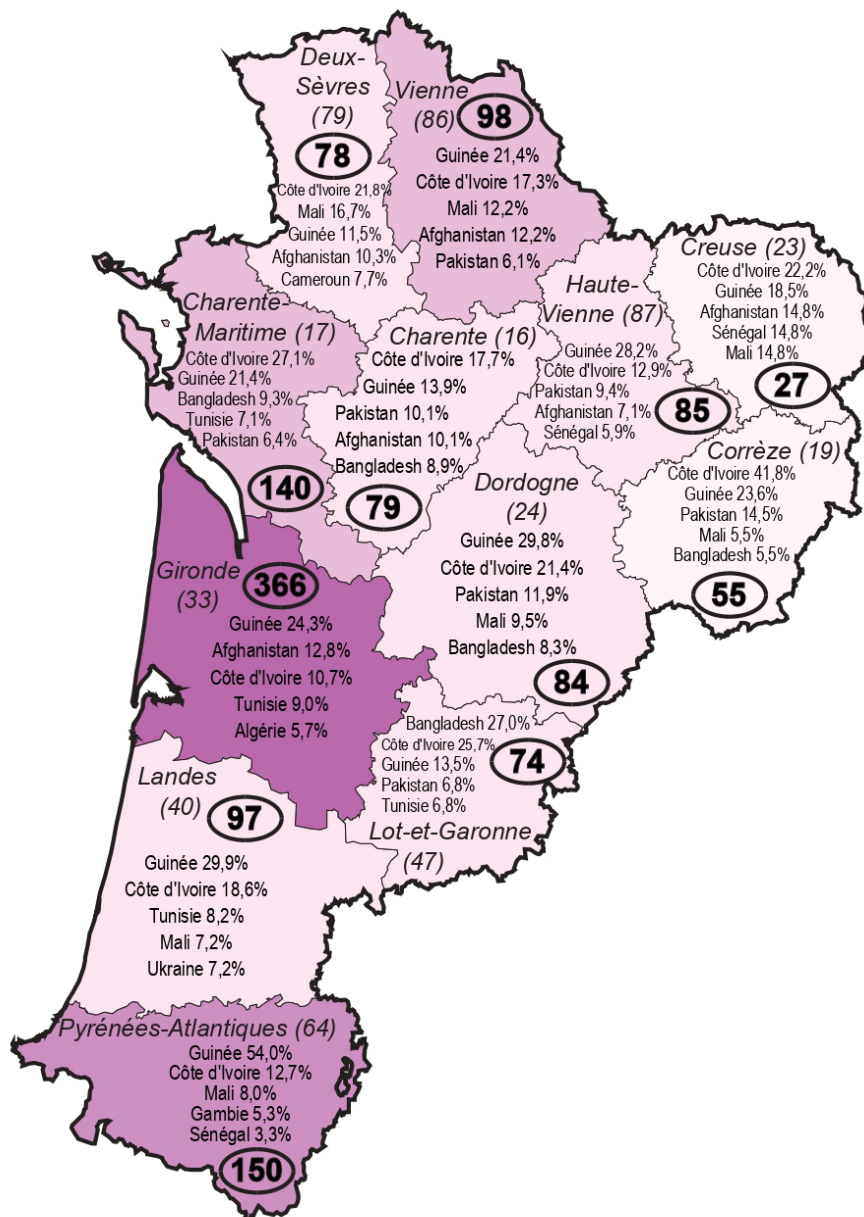 Deux-
Sèvres
(79)
78
Côte d'Ivoire 21,8%
Mali 16,7%
Guinée 11,5%
Afghanistan 10,3%
Cameroun 7,7%
Vienne
(86)
98
Guinée 21,4%
Côte d'Ivoire 17,3%
Mali 12,2%
Afghanistan 12,2%
Pakistan 6,1%
Creuse (23)
Côte d'Ivoire 22,2%
Guinée 18,5%
Afghanistan 14,8%
Sénégal 14,8%
Mali 14,8%
27
Haute-
Vienne (87)
Guinée 28,2%
Côte d'Ivoire 12,9%
Pakistan 9,4%
Afghanistan 7,1%
Sénégal 5,9%
85
Charente-
Maritime (17)
Côte d'Ivoire 27,1%
Guinée 21,4%
Bangladesh 9,3%
Tunisie 7,1%
Pakistan 6,4%
140
Charente (16)
Côte d'Ivoire 17,7%
Guinée 13,9%
Pakistan 10,1%
Afghanistan 10,1%
Bangladesh 8,9%
79
Corrèze (19)
Côte d'Ivoire 41,8%
Guinée 23,6%
Pakistan 14,5%
Mali 5,5%
Bangladesh 5,5%
55
Dordogne
(24)
Guinée 29,8%
Côte d'Ivoire 21,4%
Pakistan 11,9%
Mali 9,5%
Bangladesh 8,3%
84
Gironde
(33)
366
Guinée 24,3%
Afghanistan 12,8%
Côte d'Ivoire 10,7%
Tunisie 9,0%
Algérie 5,7%
Bangladesh 27,0%
Côte d'Ivoire 25,7%
Guinée 13,5%
Pakistan 6,8%
Tunisie 6,8%
74
Lot-et-Garonne
(47)
Landes
(40)
97
Guinée 29,9%
Côte d'Ivoire 18,6%
Tunisie 8,2%
Mali 7,2%
Ukraine 7,2%
Pyrénées-Atlantiques (64)
Guinée 54,0%
Côte d'Ivoire 12,7%
Mali 8,0%
Gambie 5,3%
Sénégal 3,3%
150